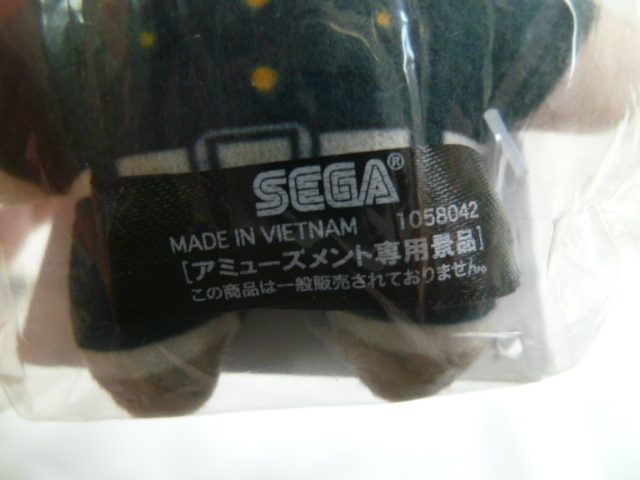 SEGA®
MADE IN VIETNAM 1058042
[アミューズメント専用景品]
この商品は一般販売されておりません。